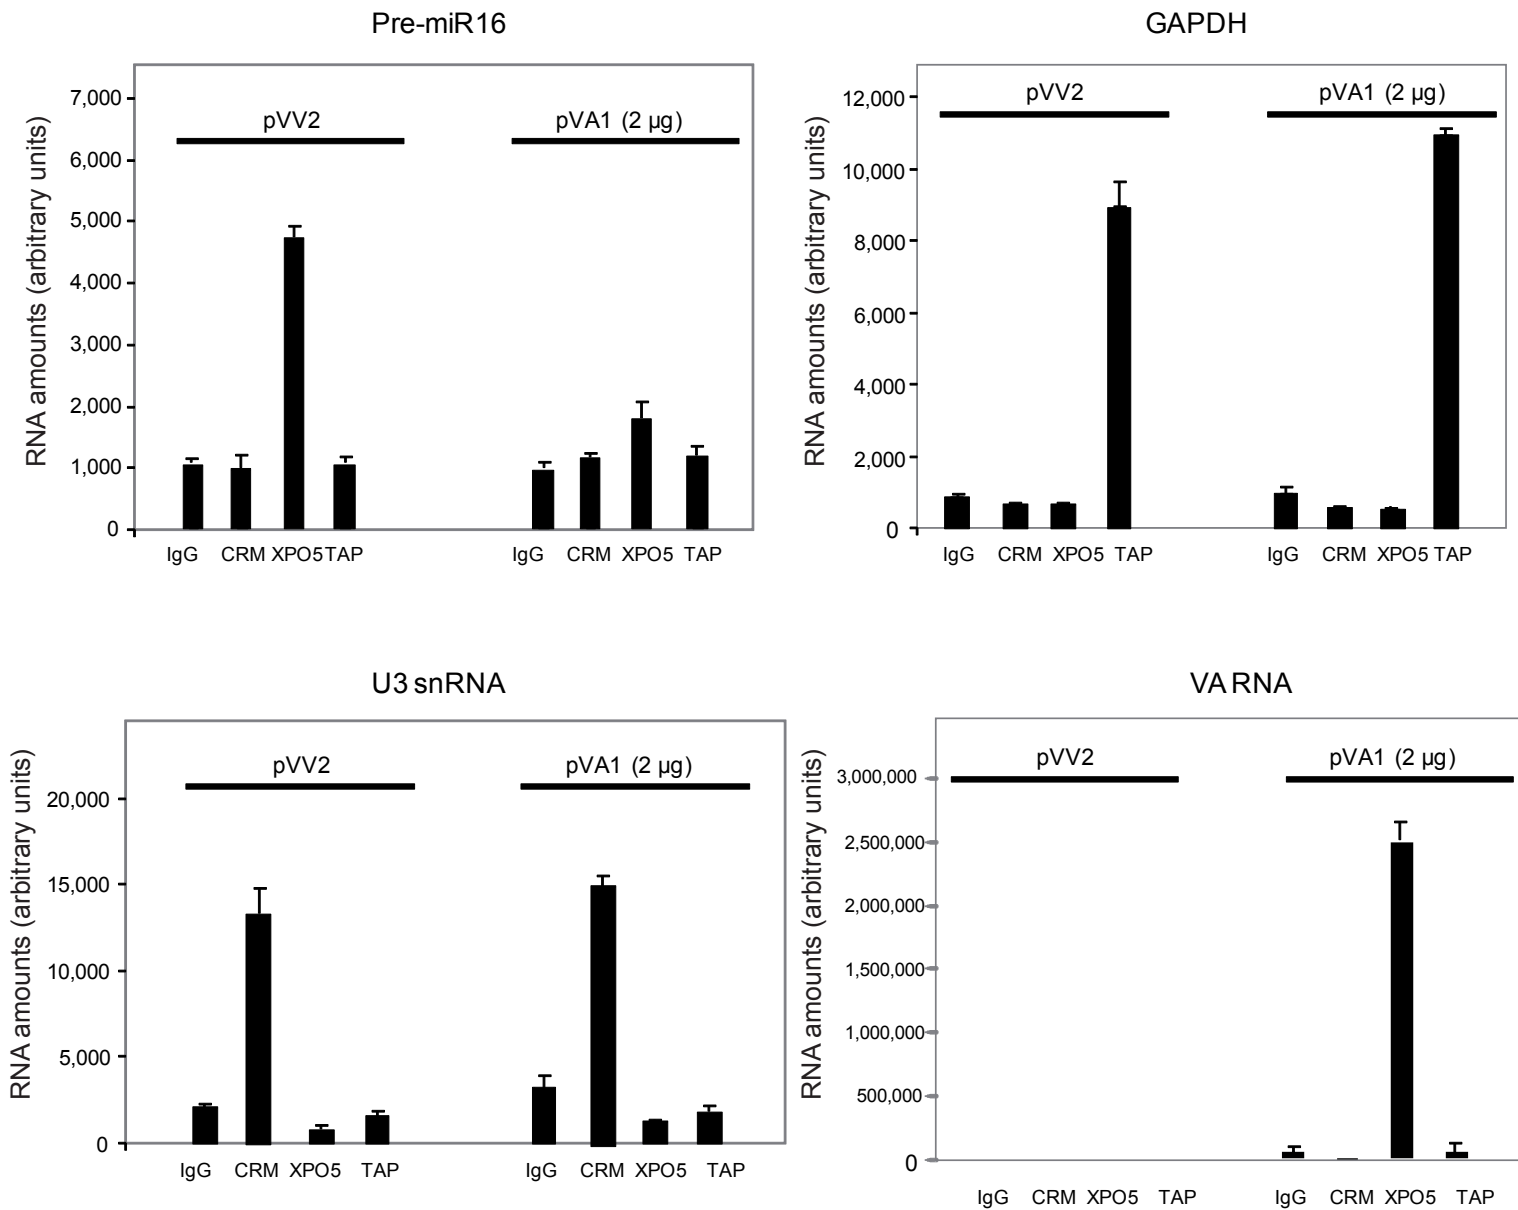 Pre-miR16
RNA amounts (arbitrary units)
7,000
6,000
5,000
4,000
3,000
2,000
1,000
0
pVV2
pVA1 (2 µg)
IgG CRM XPO5 TAP
IgG CRM XPO5 TAP
GAPDH
RNA amounts (arbitrary units)
12,000
10,000
8,000
6,000
4,000
2,000
0
pVV2
pVA1 (2 µg)
IgG CRM XPO5 TAP
IgG CRM XPO5 TAP
U3 snRNA
RNA amounts (arbitrary units)
20,000
15,000
10,000
5,000
0
pVV2
pVA1 (2 µg)
IgG CRM XPO5 TAP
IgG CRM XPO5 TAP
VA RNA
RNA amounts (arbitrary units)
3,000,000
2,500,000
2,000,000
1,500,000
1,000,000
500,000
0
pVV2
pVA1 (2 µg)
IgG CRM XPO5 TAP
IgG CRM XPO5 TAP